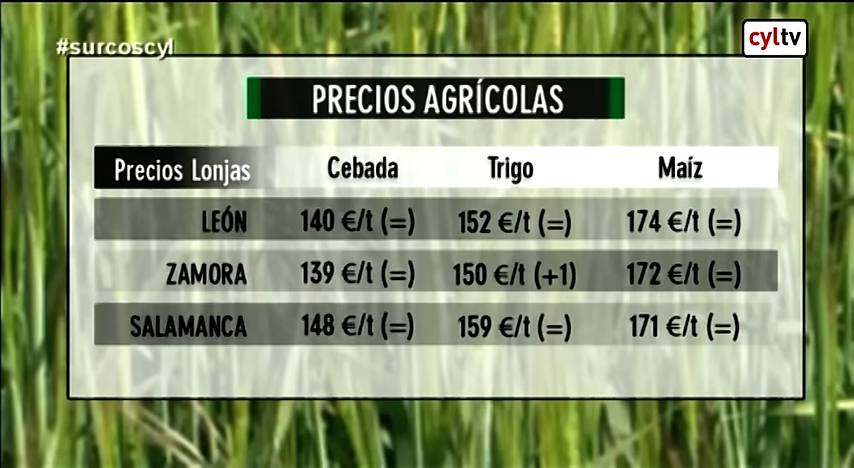 cyltv
#surcoscyl
PRECIOS AGRÍCOLAS
Precios Lonjas Cebada Trigo Maíz
LEÓN 140 €/t (=) 152 €/t (=) 174 €/t (=)
ZAMORA 139 €/t (=) 150 €/t (+1) 172 €/t (=)
SALAMANCA 148 €/t (=) 159 €/t (=) 171 €/t (=)